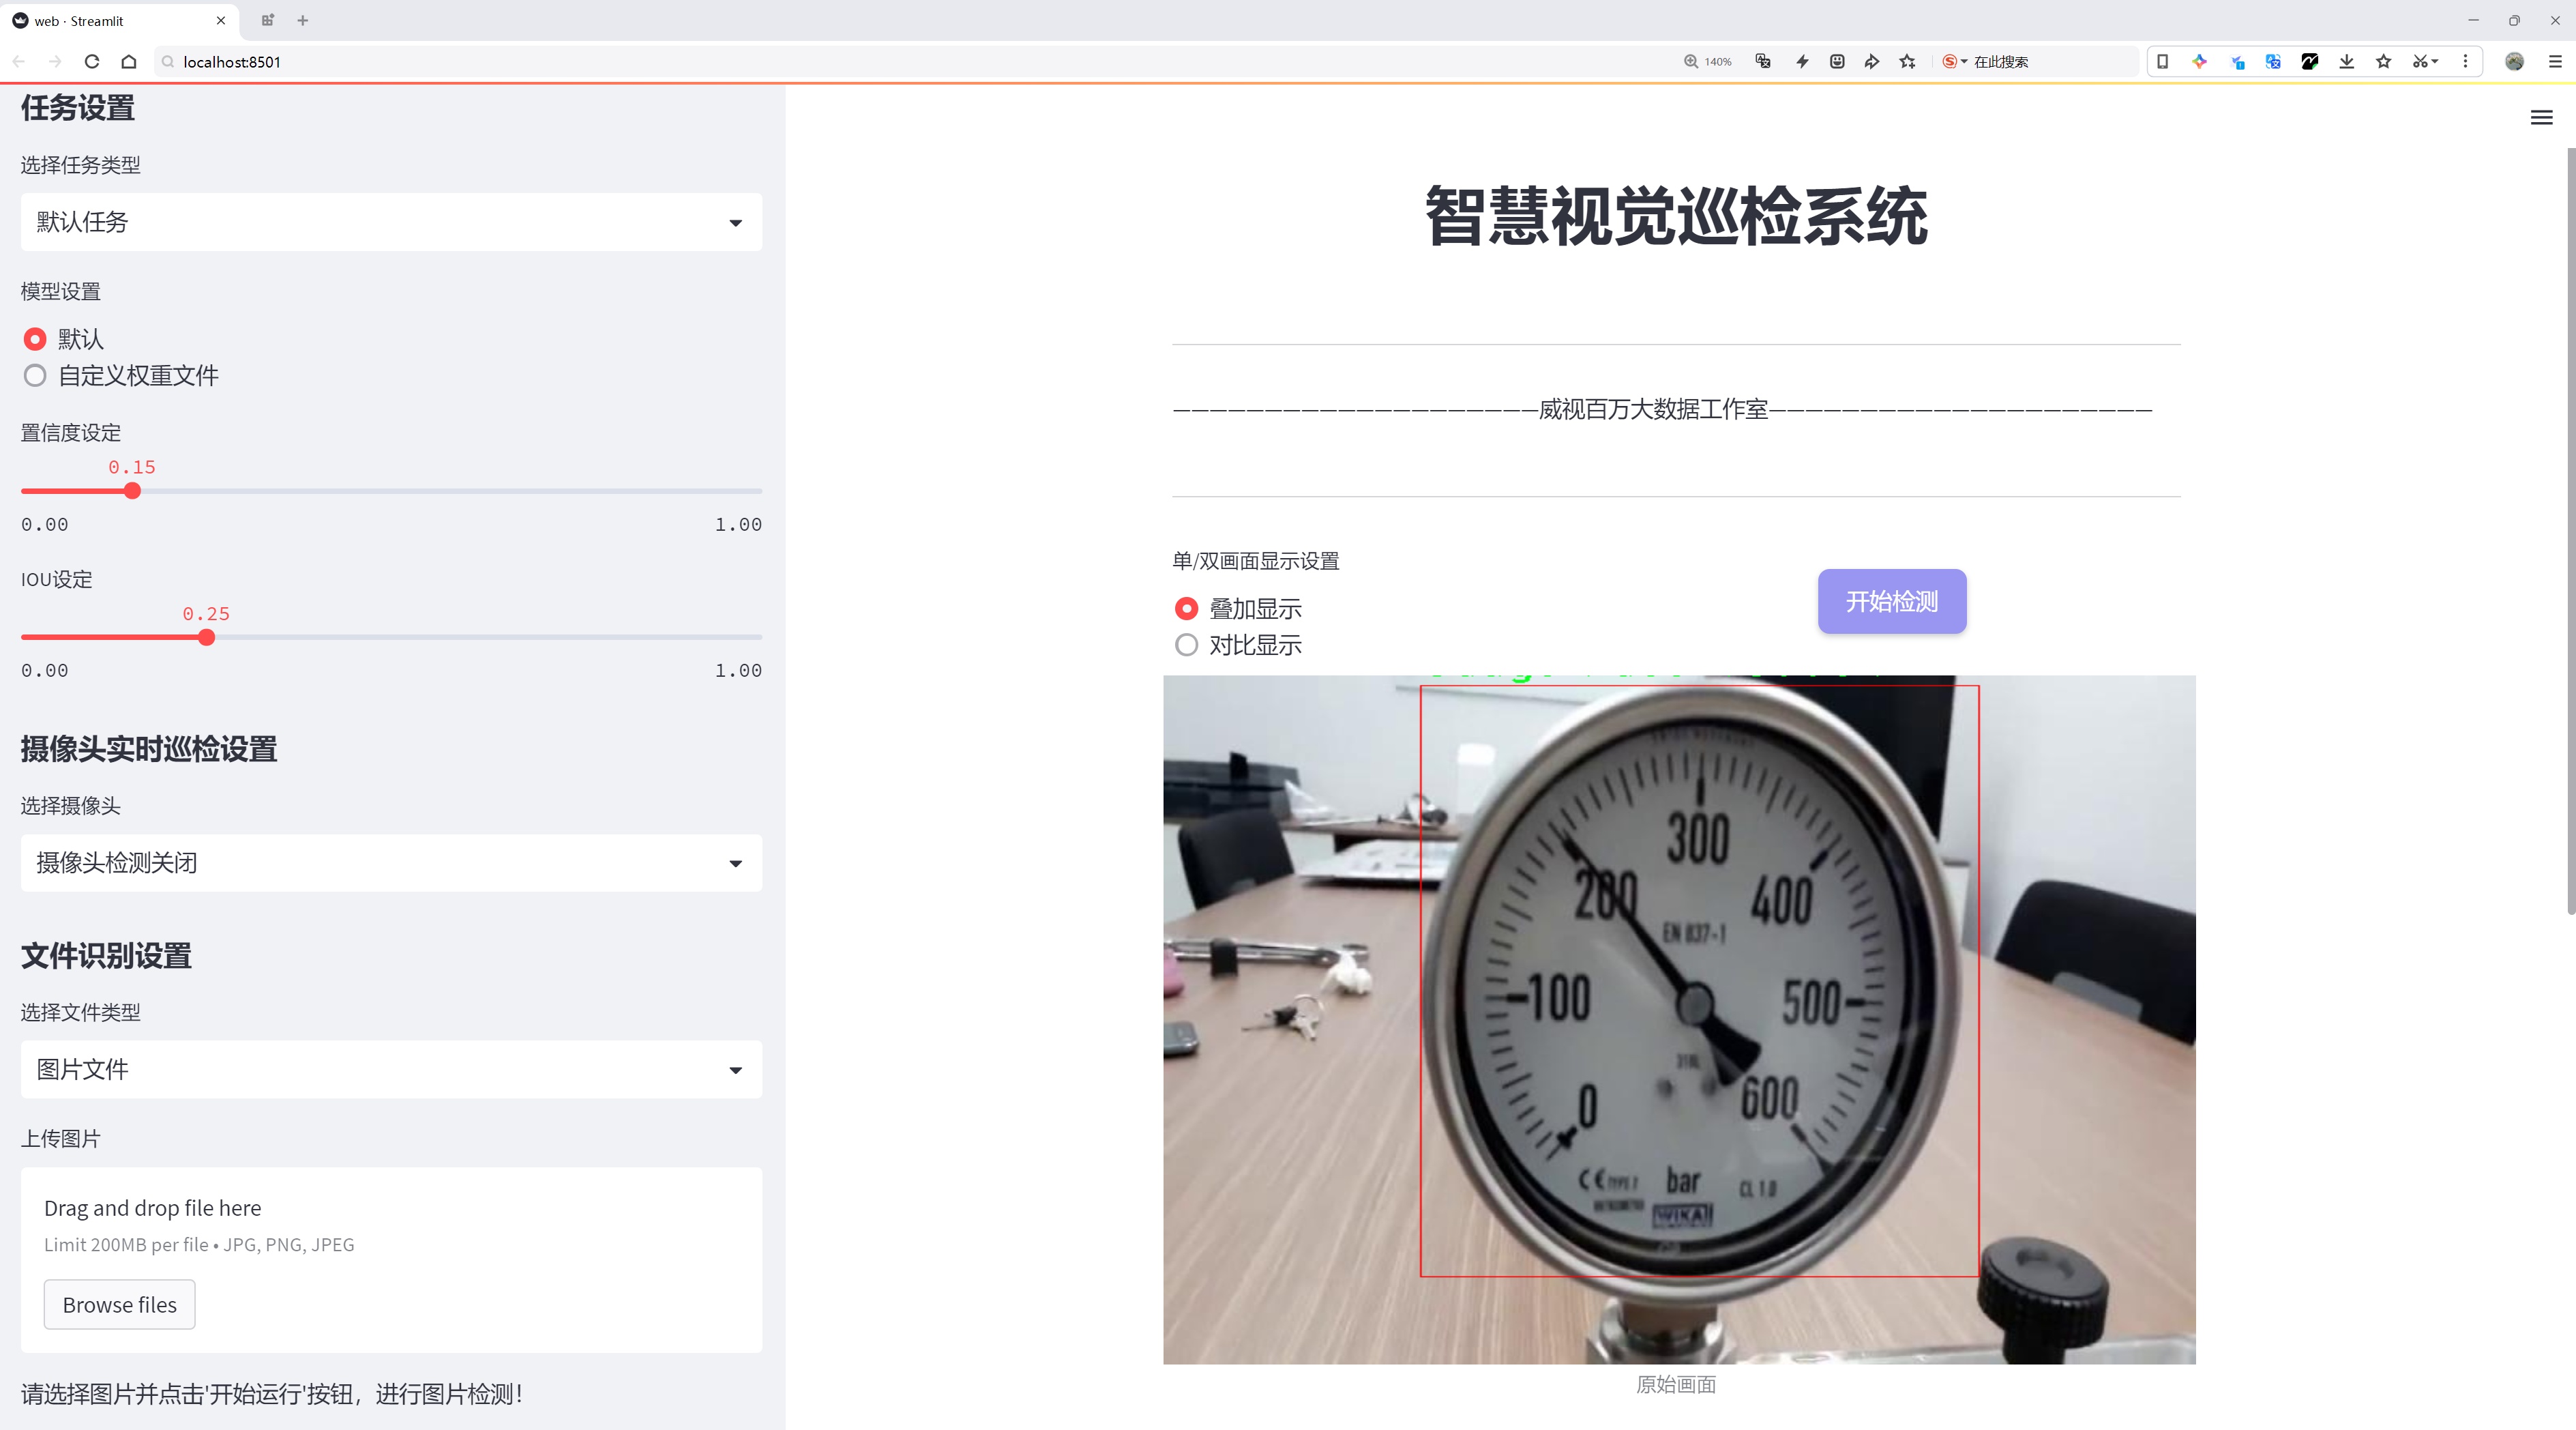 web · Streamlit
localhost:8501
140%
在此搜索
任务设置
选择任务类型
默认任务
模型设置
默认
自定义权重文件
置信度设定
0.15
0.00
1.00
IOU设定
0.25
0.00
1.00
摄像头实时巡检设置
选择摄像头
摄像头检测关闭
文件识别设置
选择文件类型
图片文件
上传图片
Drag and drop file here
Limit 200MB per file • JPG, PNG, JPEG
Browse files
请选择图片并点击'开始运行'按钮，进行图片检测！
智慧视觉巡检系统
————————————————————威视百万大数据工作室—————————————————————
单/双画面显示设置
叠加显示
对比显示
开始检测
300
200
400
EN 837-1
100
500
316L
0
600
CE
bar
CL 1.0
WIKA
原始画面